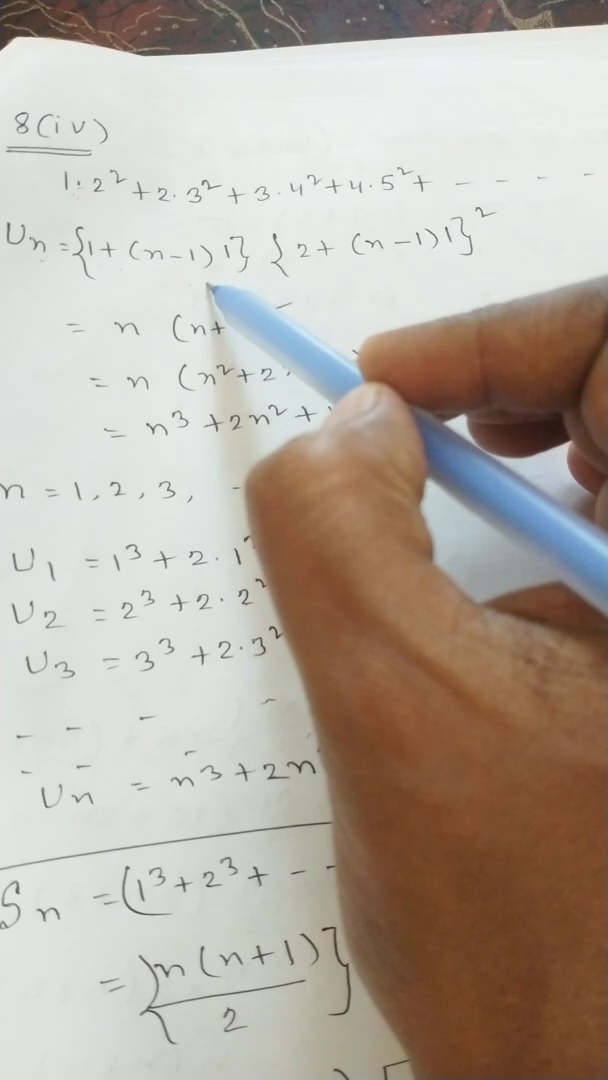 8(iv)
1·2² + 2·3² + 3·4² + 4·5² + - - - -
Un = {1 + (n-1) 1} {2 + (n-1) 1}²
= n (n+
= n (n² + 2
= n³ + 2n² +
n = 1, 2, 3, -
U1 = 1³ + 2·1²
U2 = 2³ + 2·2²
U3 = 3³ + 2·3²
- - - -
- - - -
Un = n³ + 2n
Sn = (1³ + 2³ + - -
= {n(n+1)/2}